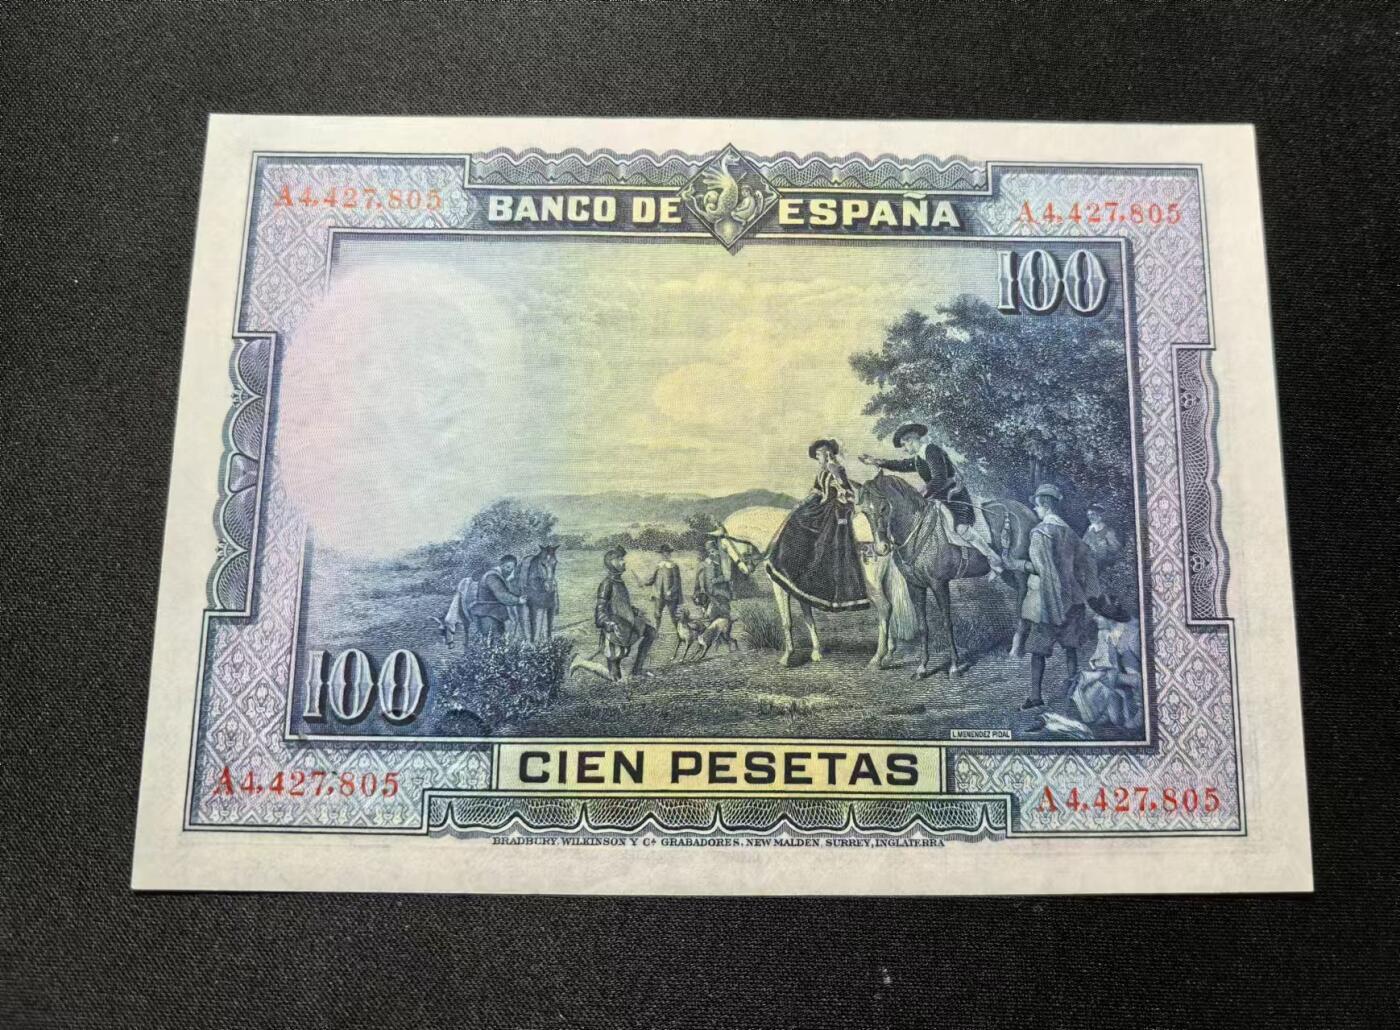 A4,427,805
BANCO DE ESPAÑA
A4,427,805
100
100
L.MENENDEZ PIDAL
CIEN PESETAS
A4,427,805
A4,427,805
BRADBURY, WILKINSON Y Cª GRABADORES, NEW MALDEN, SURREY, INGLATERRA